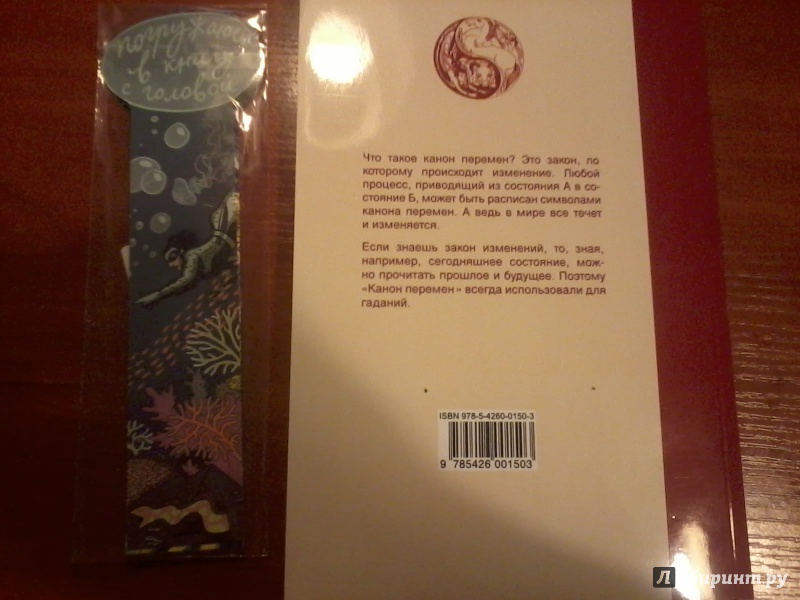 погружаюсь
в книгу
с головой
Что такое канон перемен? Это закон, по
которому происходит изменение. Любой
процесс, приводящий из состояния А в со-
стояние Б, может быть расписан символами
канона перемен. А ведь в мире все течет
и изменяется.
Если знаешь закон изменений, то, зная,
например, сегодняшнее состояние, мож-
но прочитать прошлое и будущее. Поэтому
«Канон перемен» всегда использовали для
гаданий.
ISBN 978-5-4260-0150-3
9 785426 001503
Лабиринт.ру